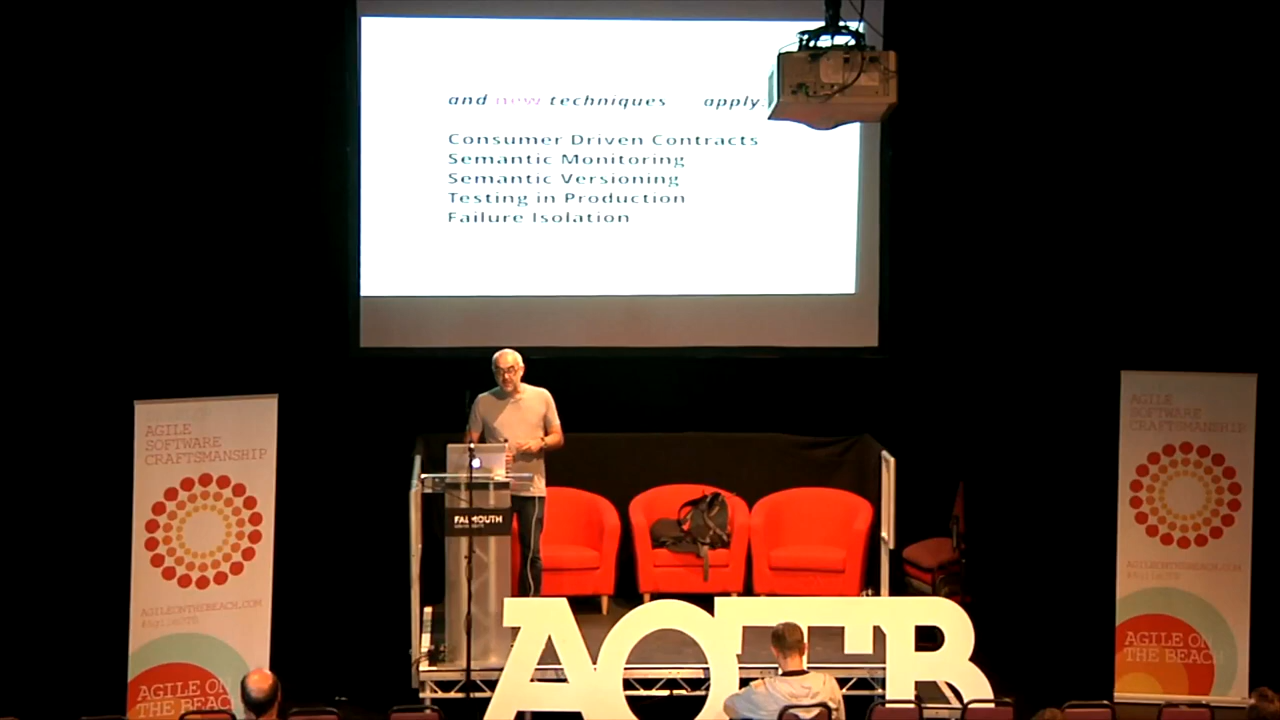 and new techniques apply.
Consumer Driven Contracts
Semantic Monitoring
Semantic Versioning
Testing in Production
Failure Isolation
AGILE
SOFTWARE
CRAFTSMANSHIP
AGILEONTHEBEACH.COM
AGILE ON
THE BEACH
FALMOUTH
UNIVERSITY
AOTB
AGILE
SOFTWARE
CRAFTSMANSHIP
AGILEONTHEBEACH.COM
AGILE ON
THE BEACH